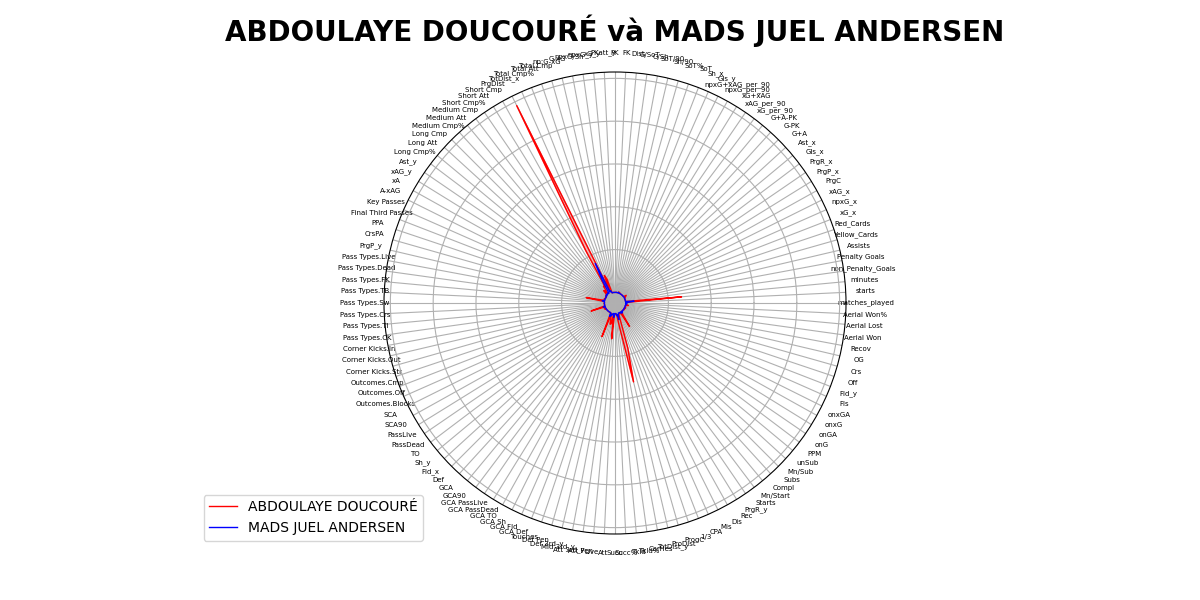 ABDOULAYE DOUCOURÉ và MADS JUEL ANDERSEN
FK
Sh_x
Gls_y
npxG+xAG_per_90
npxG_per_90
xG+xAG
xAG_per_90
xG_per_90
G+A-PK
G-PK
G+A
Ast_x
Gls_x
PrgR_x
PrgP_x
PrgC
xAG_x
npxG_x
xG_x
Red_Cards
Yellow_Cards
Assists
Penalty Goals
non_Penalty_Goals
minutes
starts
matches_played
Aerial Won%
Aerial Lost
Aerial Won
Recov
OG
Crs
Off
Fld_y
Fls
onxGA
onxG
onGA
onG
PPM
unSub
Mn/Sub
Subs
Compl
Mn/Start
Starts
PrgR_y
Rec
Dis
Mis
CPA
1/3
Total Cmp
Total Att
Total Cmp%
TotDist_x
PrgDist
Short Cmp
Short Att
Short Cmp%
Medium Cmp
Medium Att
Medium Cmp%
Long Cmp
Long Att
Long Cmp%
Ast_y
xAG_y
xA
A-xAG
Key Passes
Final Third Passes
PPA
CrsPA
PrgP_y
Pass Types.Live
Pass Types.Dead
Pass Types.FK
Pass Types.TB
Pass Types.Sw
Pass Types.Crs
Pass Types.TI
Pass Types.CK
Corner Kicks.In
Corner Kicks.Out
Corner Kicks.Str
Outcomes.Cmp
Outcomes.Off
Outcomes.Blocks
SCA
SCA90
PassLive
PassDead
TO
Sh_y
Fld_x
Def
GCA
GCA90
GCA PassLive
GCA PassDead
GCA TO
GCA Sh
GCA Fld
GCA Def
Touches
ABDOULAYE DOUCOURÉ
MADS JUEL ANDERSEN